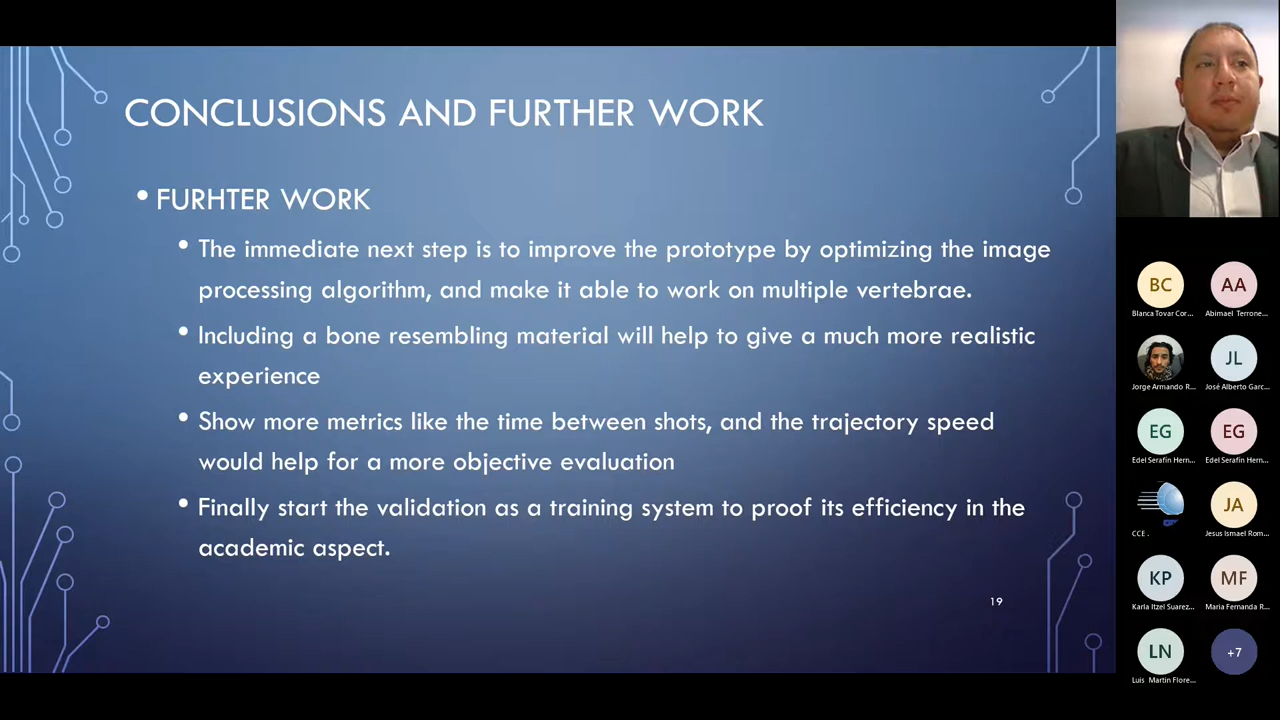 CONCLUSIONS AND FURTHER WORK
• FURHTER WORK
• The immediate next step is to improve the prototype by optimizing the image
processing algorithm, and make it able to work on multiple vertebrae.
• Including a bone resembling material will help to give a much more realistic
experience
• Show more metrics like the time between shots, and the trajectory speed
would help for a more objective evaluation
• Finally start the validation as a training system to proof its efficiency in the
academic aspect.
19
BC AA
Blanca Tovar Cor... Abimael Terrone...
JL
Jorge Armando R... José Alberto Garc...
EG EG
Edel Serafin Hern... Edel Serafin Hern...
JA
CCE . Jesus Ismael Rom...
KP MF
Karla Itzel Suarez... Maria Fernanda R...
LN +7
Luis Martin Flore...